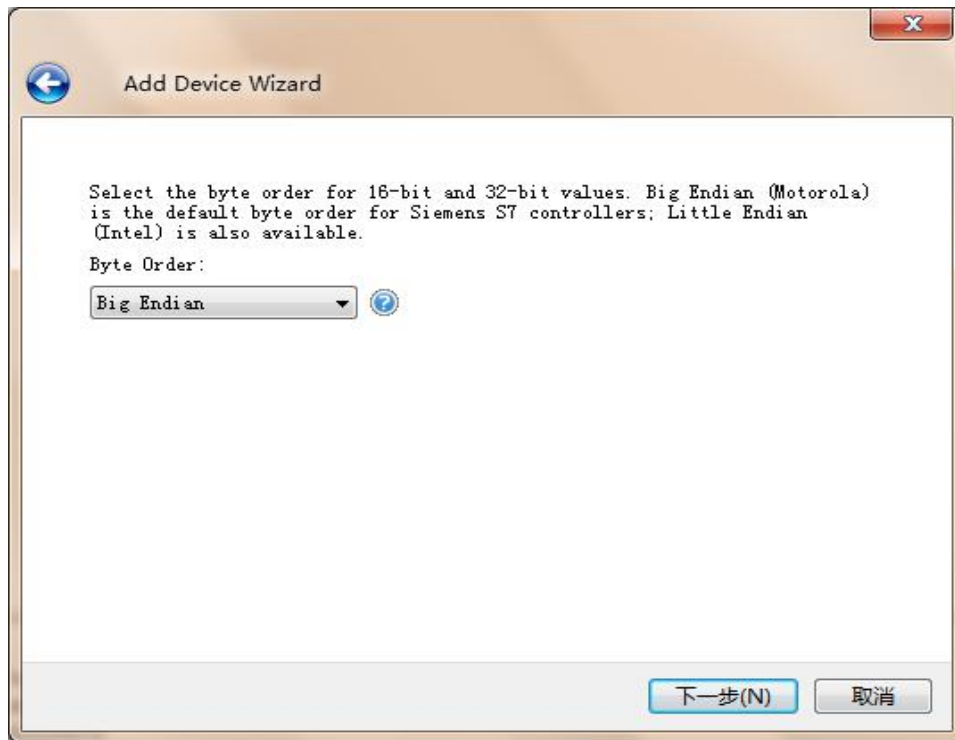 Add Device Wizard
Select the byte order for 16-bit and 32-bit values. Big Endian (Motorola)
is the default byte order for Siemens S7 controllers; Little Endian
(Intel) is also available.
Byte Order:
Big Endian
下一步(N)
取消